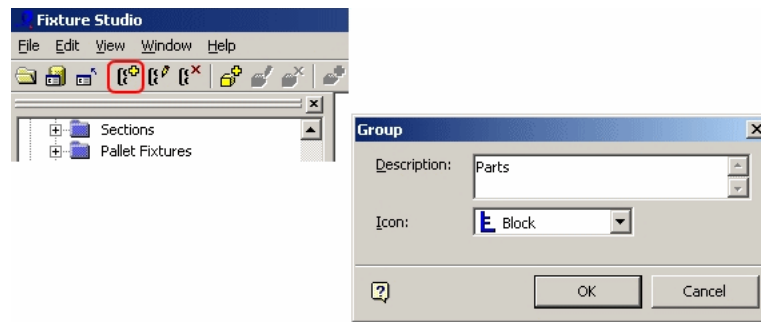 Fixture Studio
File Edit View Window Help
Sections
Pallet Fixtures
Group
Description: Parts
Icon: Block
OK Cancel